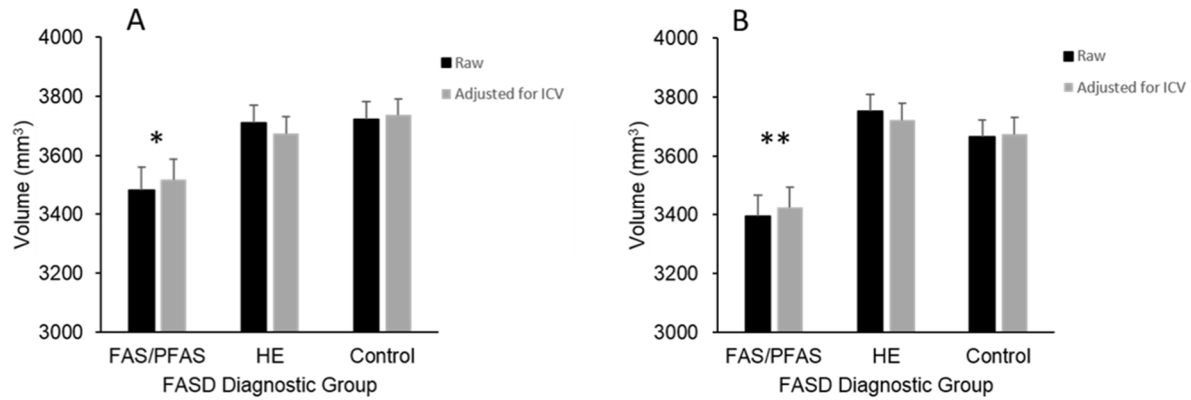 A
4000
3800
3600
3400
3200
3000
Volume (mm³)
*
Raw
Adjusted for ICV
FAS/PFAS HE Control
FASD Diagnostic Group
B
4000
3800
3600
3400
3200
3000
Volume (mm³)
**
Raw
Adjusted for ICV
FAS/PFAS HE Control
FASD Diagnostic Group